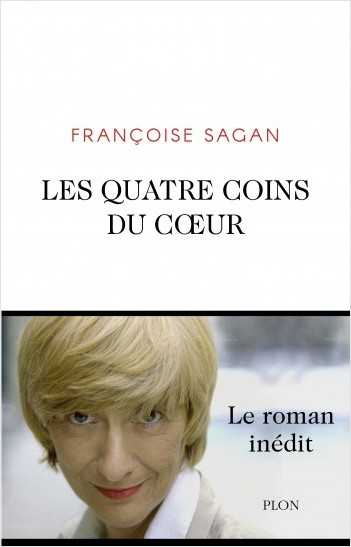 FRANÇOISE SAGAN
LES QUATRE COINS
DU CŒUR
Le roman
inédit
PLON